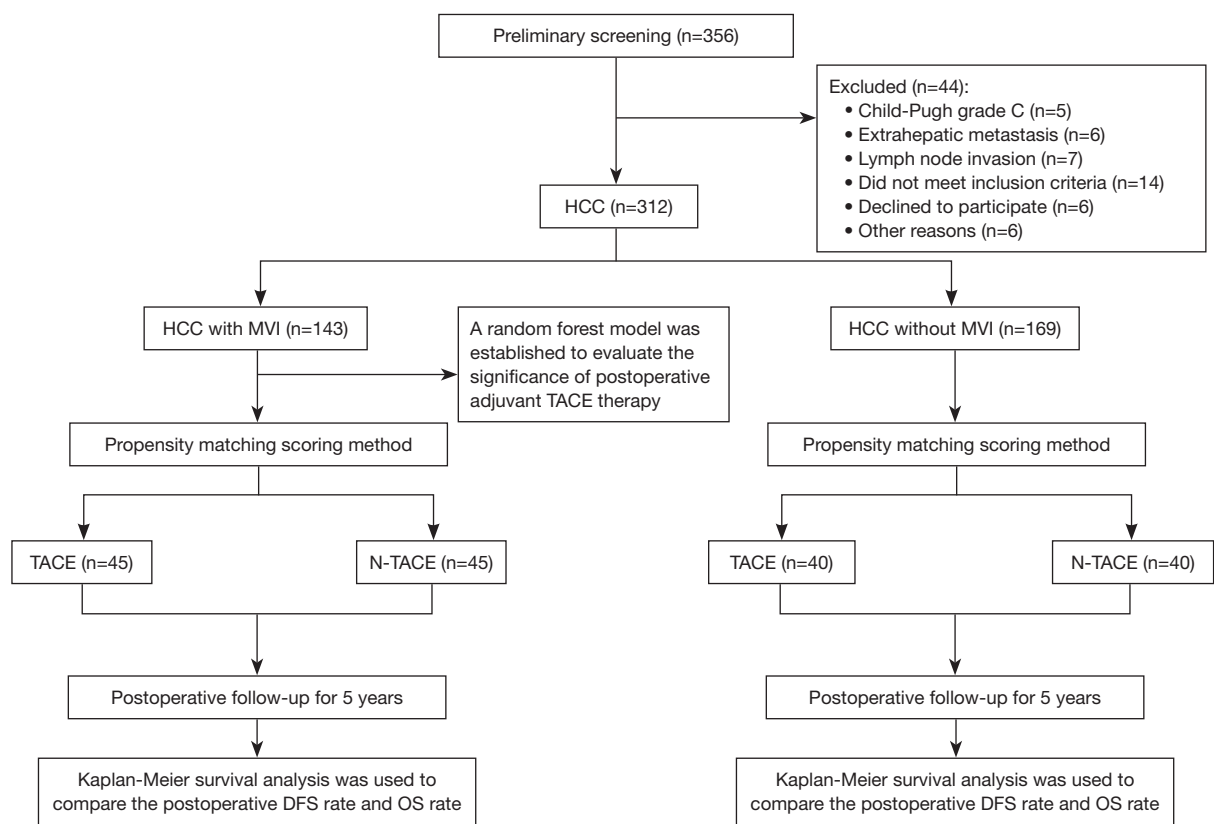 Preliminary screening (n=356)
Excluded (n=44):
• Child-Pugh grade C (n=5)
• Extrahepatic metastasis (n=6)
• Lymph node invasion (n=7)
• Did not meet inclusion criteria (n=14)
• Declined to participate (n=6)
• Other reasons (n=6)
HCC (n=312)
HCC with MVI (n=143)
A random forest model was
established to evaluate the
significance of postoperative
adjuvant TACE therapy
HCC without MVI (n=169)
Propensity matching scoring method
Propensity matching scoring method
TACE (n=45)
N-TACE (n=45)
TACE (n=40)
N-TACE (n=40)
Postoperative follow-up for 5 years
Postoperative follow-up for 5 years
Kaplan-Meier survival analysis was used to
compare the postoperative DFS rate and OS rate
Kaplan-Meier survival analysis was used to
compare the postoperative DFS rate and OS rate